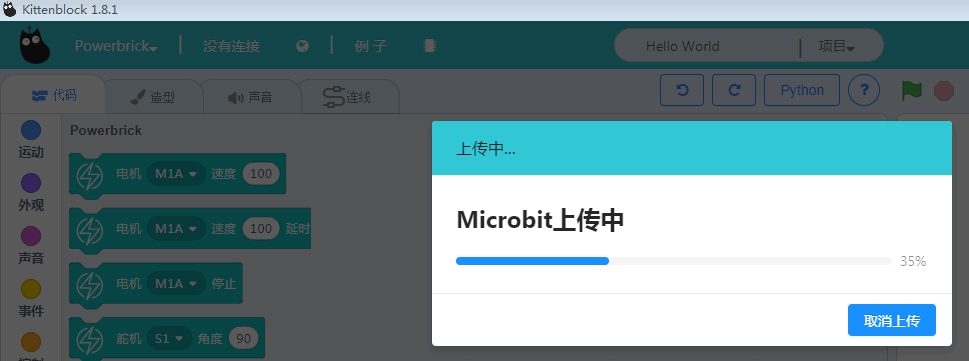 Kittenblock 1.8.1
Powerbrick 没有连接 例 子 Hello World 项目
代码 造型 声音 连线 Python ?
运动
外观
声音
事件
控制
Powerbrick
电机 M1A 速度 100
电机 M1A 速度 100 延时
电机 M1A 停止
舵机 S1 角度 90
上传中...
Microbit上传中
35%
取消上传